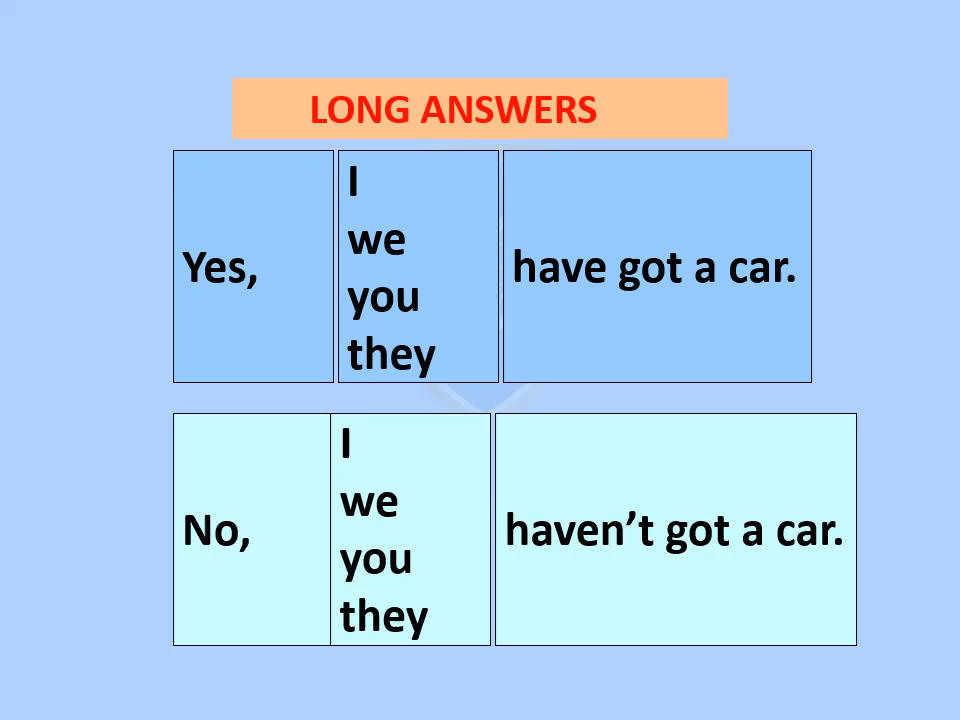 LONG ANSWERS
Yes,
I
we
you
they
have got a car.
No,
I
we
you
they
haven’t got a car.